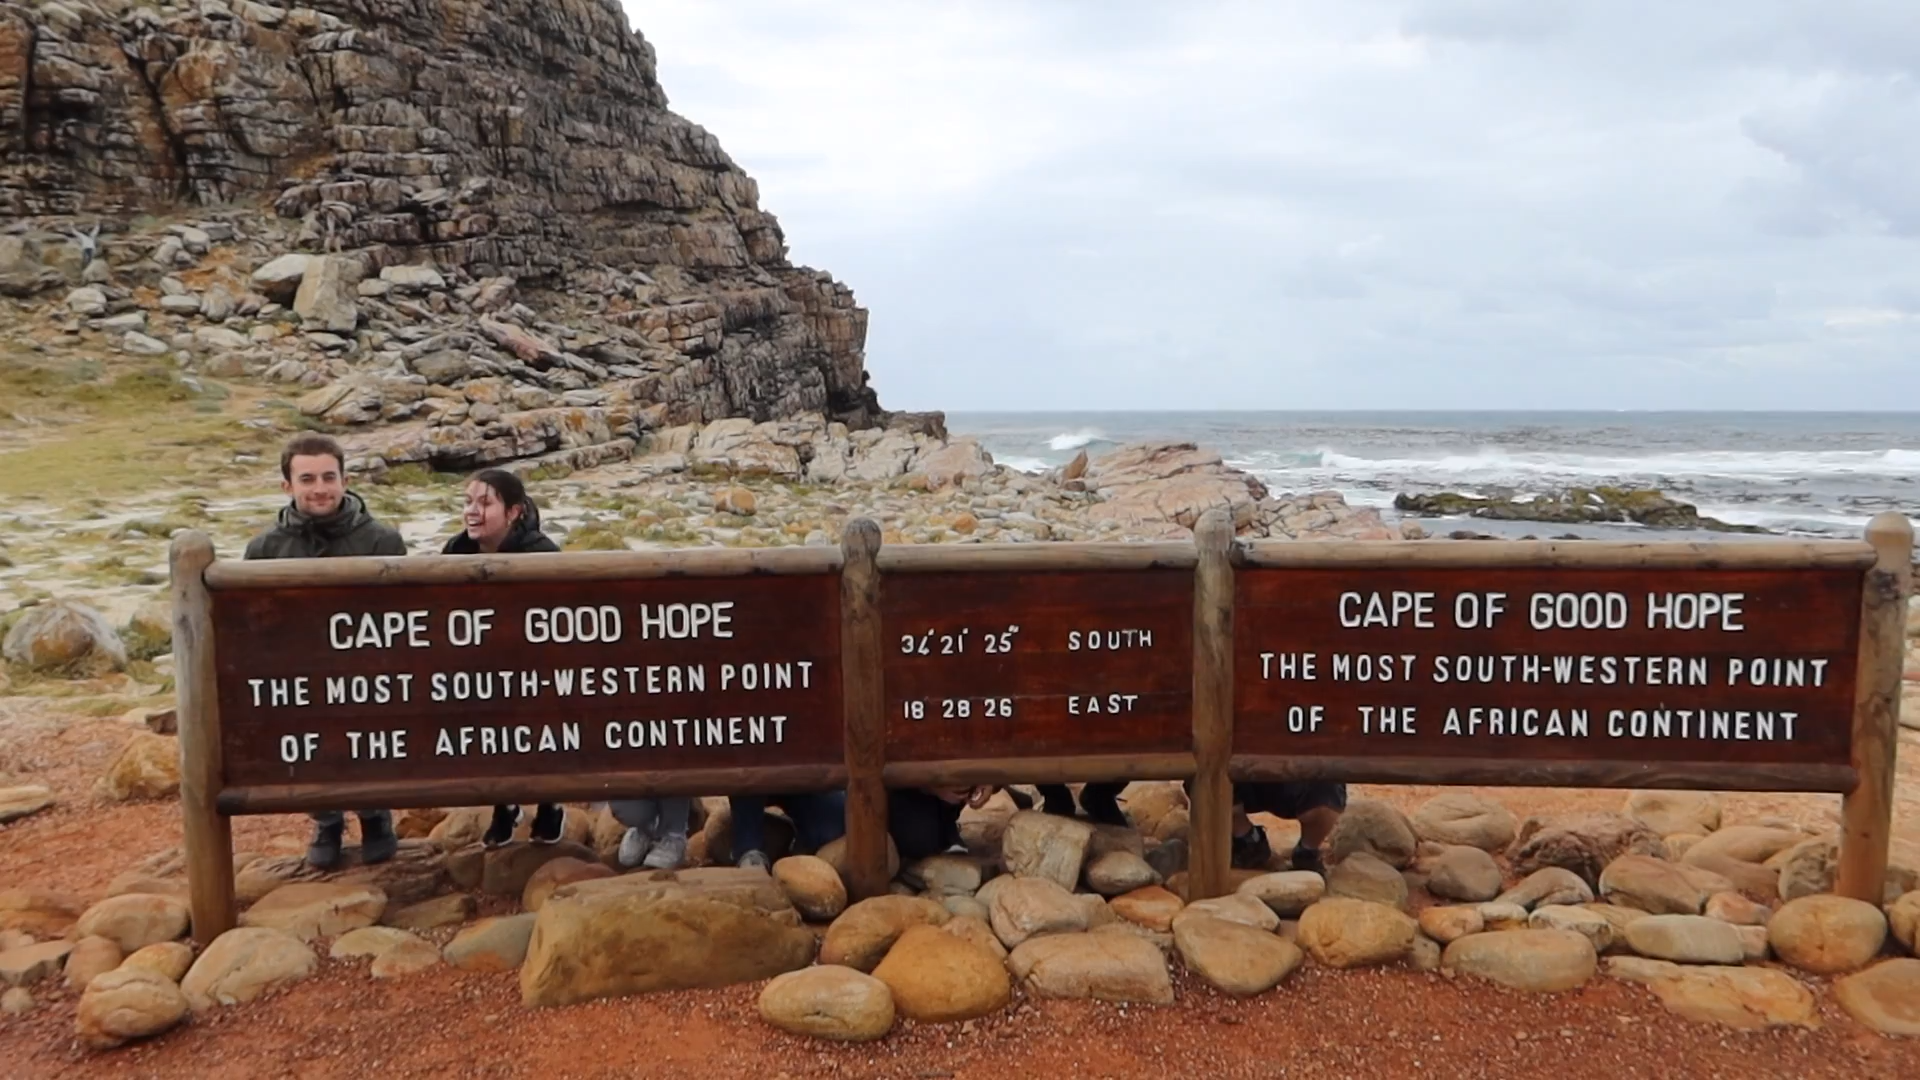 CAPE OF GOOD HOPE
THE MOST SOUTH-WESTERN POINT
OF THE AFRICAN CONTINENT
34° 21' 25" SOUTH
18 28 26 EAST
CAPE OF GOOD HOPE
THE MOST SOUTH-WESTERN POINT
OF THE AFRICAN CONTINENT